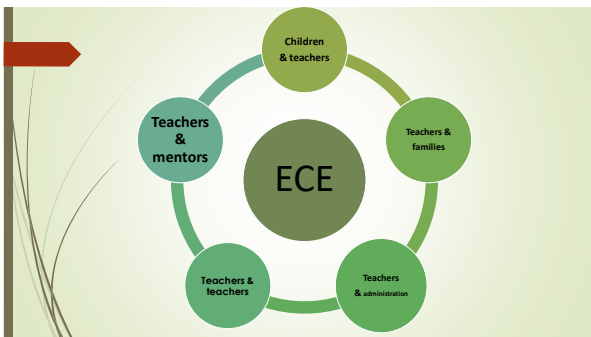 Children
& teachers
Teachers &
families
Teachers
& administration
Teachers &
teachers
Teachers
&
mentors
ECE